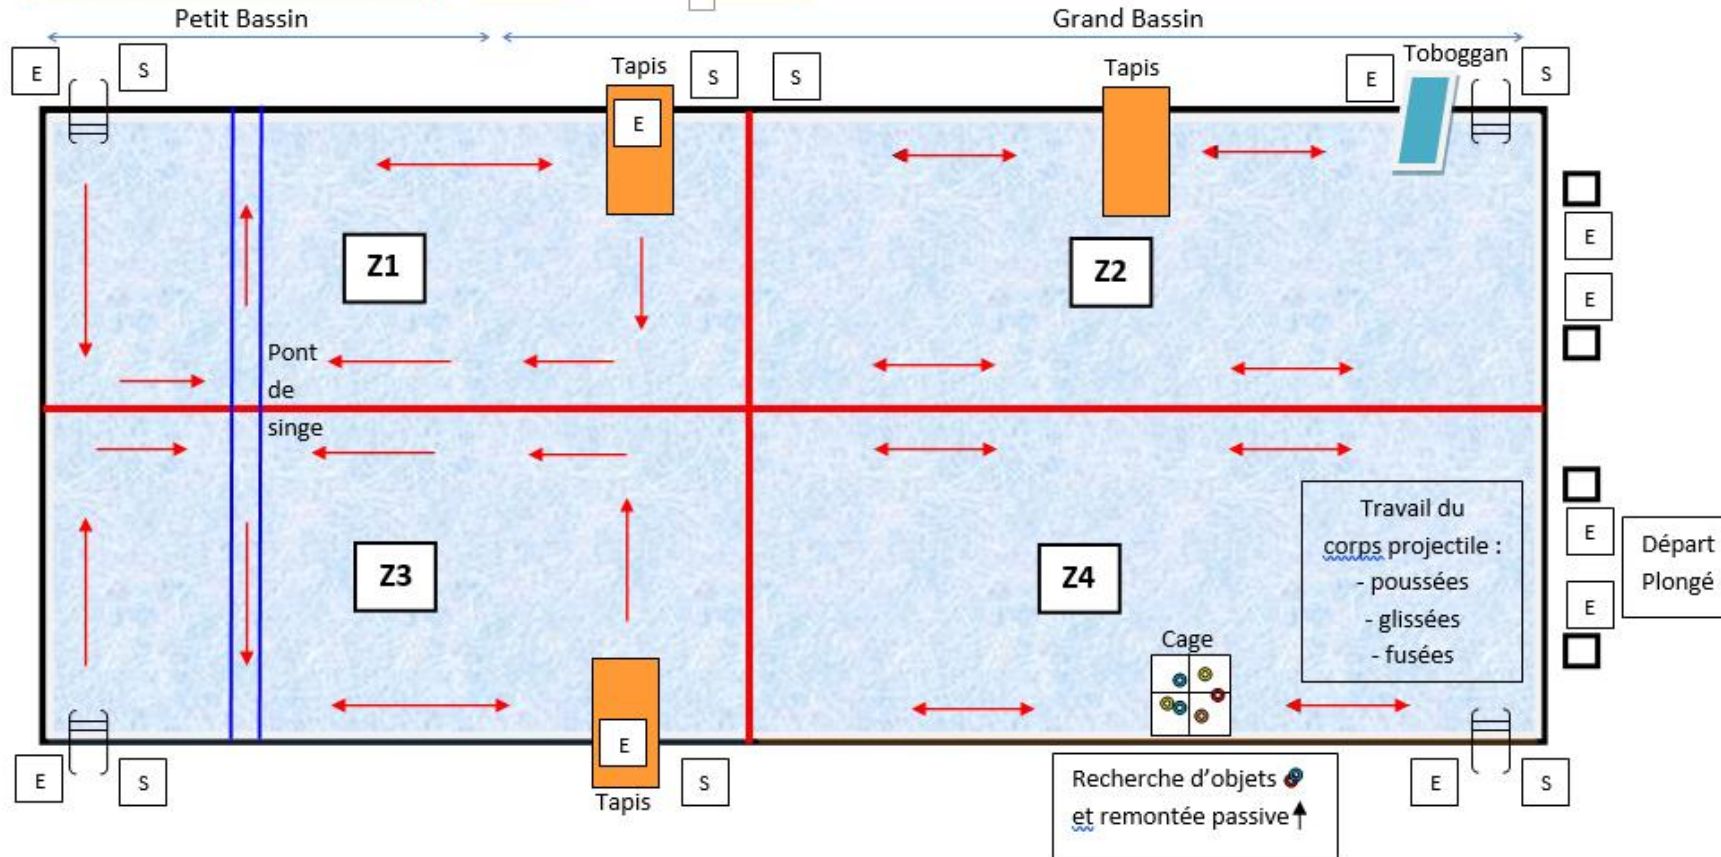 Petit Bassin
Grand Bassin
E
S
Tapis
E
S
S
Tapis
E
Toboggan
S
Z1
Z2
E
E
Pont
de
singe
Z3
Z4
Travail du
corps projectile :
- poussées
- glissées
- fusées
E
E
Départ
Plongé
Cage
E
E
S
Tapis
S
Recherche d'objets
et remontée passive
E
S